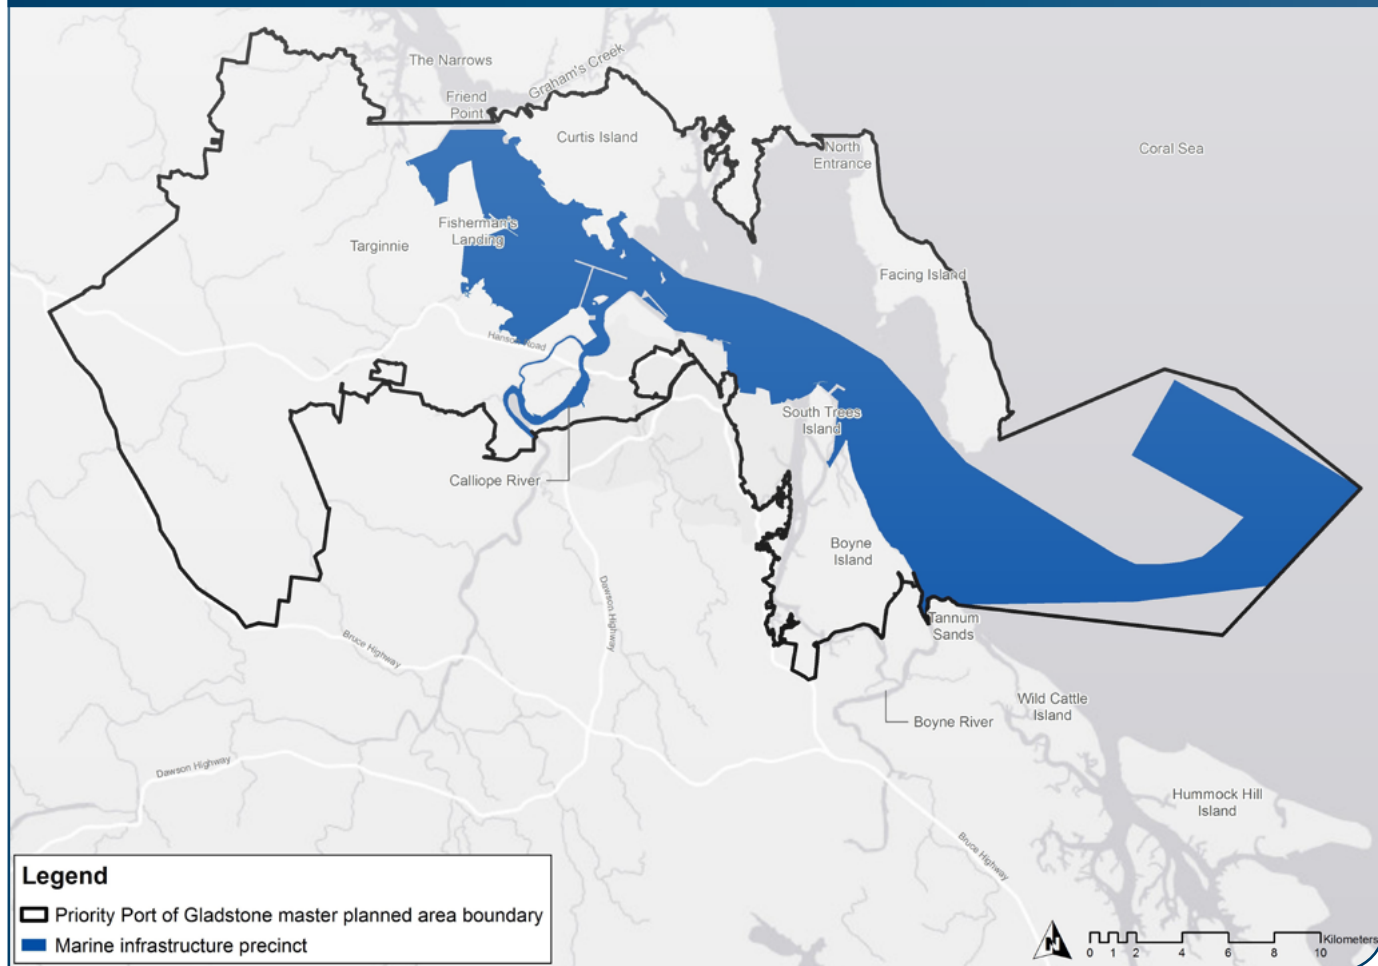 The Narrows
Graham's Creek
Friend
Point
Curtis Island
North
Entrance
Coral Sea
Fisherman's
Landing
Targinnie
Facing Island
Hanson Road
South Trees
Island
Calliope River
Boyne
Island
Dawson Highway
Tannum
Sands
Bruce Highway
Wild Cattle
Island
Boyne River
Dawson Highway
Hummock Hill
Island
Bruce Highway
Legend
Priority Port of Gladstone master planned area boundary
Marine infrastructure precinct
N
Kilometers
0 1 2 4 6 8 10